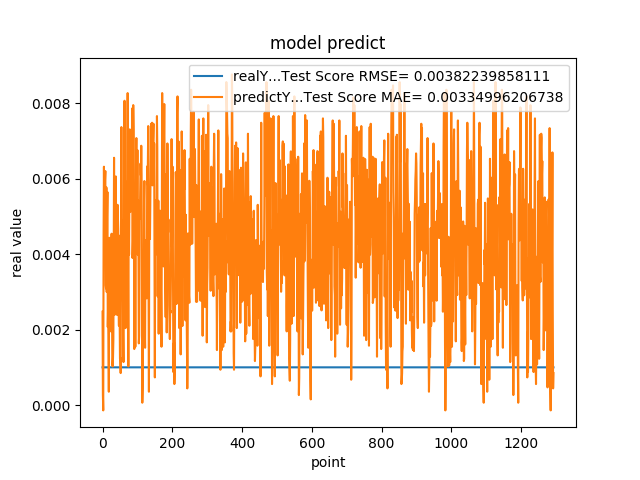 model predict
realY...Test Score RMSE= 0.00382239858111
predictY...Test Score MAE= 0.00334996206738
0.008
0.006
0.004
0.002
0.000
real value
0 200 400 600 800 1000 1200
point